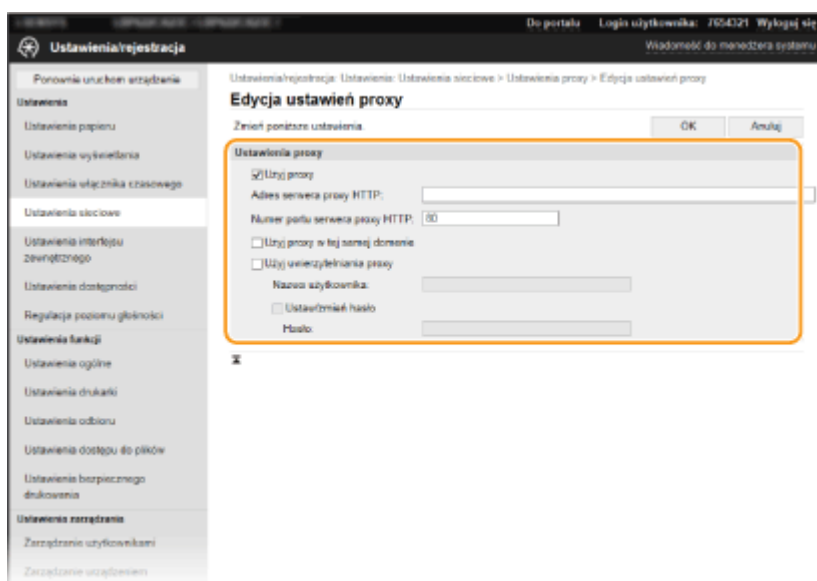 Do portalu Login użytkownika: 7654321 Wyloguj się
Ustawienia/rejestracja
Wiadomość do menedżera systemu
Ponownie uruchom urządzenie
Ustawienia/rejestracja: Ustawienia: Ustawienia sieciowe > Ustawienia proxy > Edycja ustawień proxy
Ustawienia
Edycja ustawień proxy
Ustawienia papieru
Zmień poniższe ustawienia.
OK
Anuluj
Ustawienia wyświetlania
Ustawienia włącznika czasowego
Ustawienia sieciowe
Ustawienia interfejsu
zewnętrznego
Ustawienia dostępności
Regulacja poziomu głośności
Ustawienia proxy
Użyj proxy
Adres serwera proxy HTTP:
Numer portu serwera proxy HTTP: 80
Użyj proxy w tej samej domenie
Użyj uwierzytelniania proxy
Nazwa użytkownika:
Ustaw/zmień hasło
Hasło:
Ustawienia funkcji
Ustawienia ogólne
Ustawienia drukarki
Ustawienia odbioru
Ustawienia dostępu do plików
Ustawienia bezpiecznego
drukowania
Ustawienia zarządzania
Zarządzanie użytkownikami
Zarządzanie urządzeniem